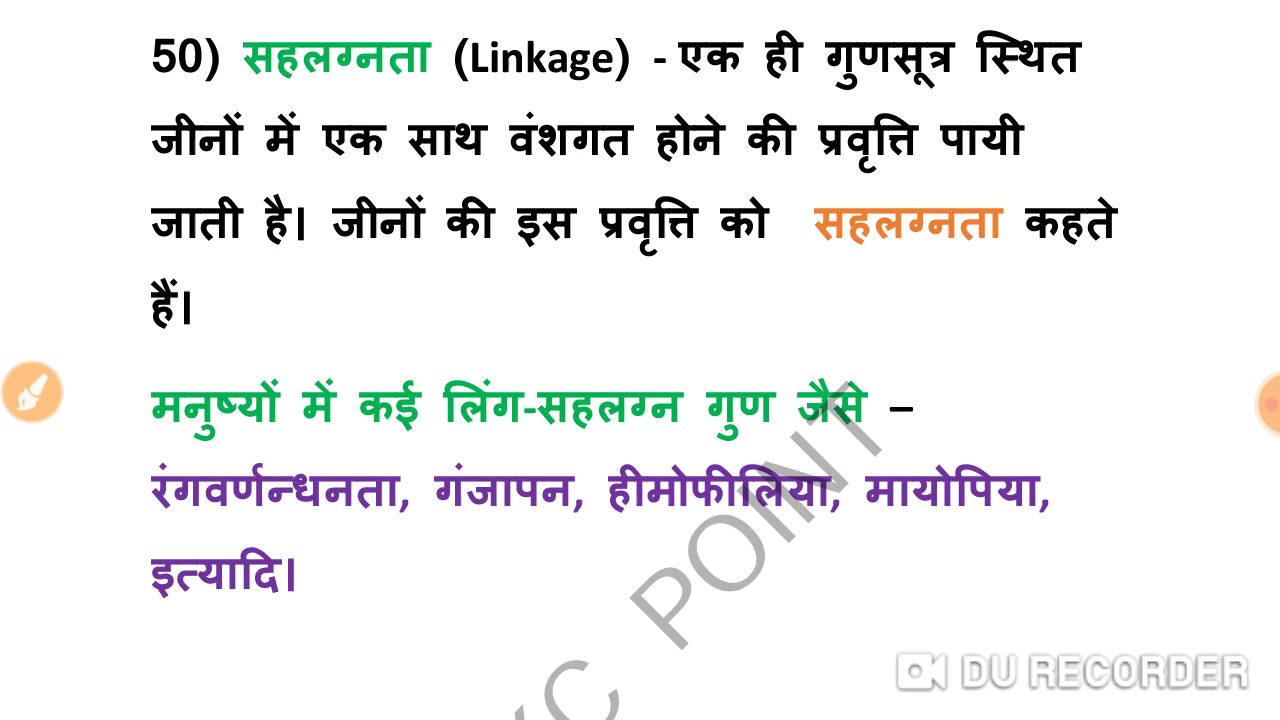 50) सहलग्नता (Linkage) - एक ही गुणसूत्र स्थित
जीनों में एक साथ वंशगत होने की प्रवृत्ति पायी
जाती है। जीनों की इस प्रवृत्ति को सहलग्नता कहते
हैं।
मनुष्यों में कई लिंग-सहलग्न गुण जैसे –
रंगवर्णन्धनता, गंजापन, हीमोफीलिया, मायोपिया,
इत्यादि।
POINT
DU RECORDER